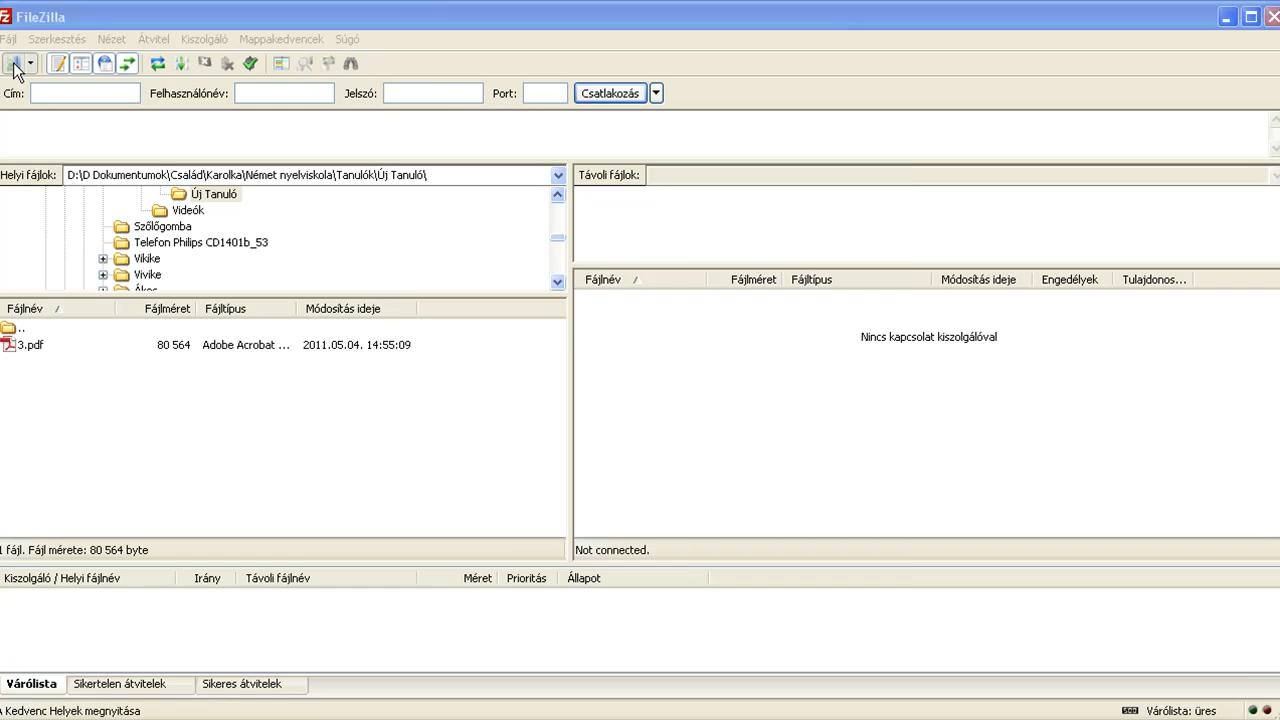 FileZilla
Fájl Szerkesztés Nézet Átvitel Kiszolgáló Mappakedvencek Súgó
Cím: Felhasználónév: Jelszó: Port: Csatlakozás
Helyi fájlok: D:\D Dokumentumok\Család\Karolka\Német nyelviskola\Tanulók\Új Tanuló\ Távoli fájlok:
Új Tanuló
Videók
Szőlőgomba
Telefon Philips CD1401b_53
Vikike
Vivike
Ákos
Fájlnév Fájlméret Fájltípus Módosítás ideje Engedélyek Tulajdonos...
Fájlnév Fájlméret Fájltípus Módosítás ideje
..
3.pdf 80 564 Adobe Acrobat ... 2011.05.04. 14:55:09
Nincs kapcsolat kiszolgálóval
1 fájl. Fájl mérete: 80 564 byte Not connected.
Kiszolgáló / Helyi fájlnév Irány Távoli fájlnév Méret Prioritás Állapot
Várólista Sikertelen átvitelek Sikeres átvitelek
A Kedvenc Helyek megnyitása Várólista: üres